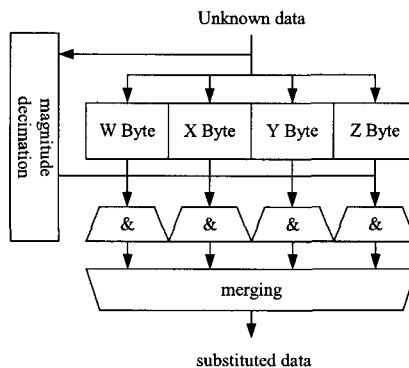 Unknown data
magnitude
decimation
W Byte
X Byte
Y Byte
Z Byte
&
&
&
&
merging
substituted data